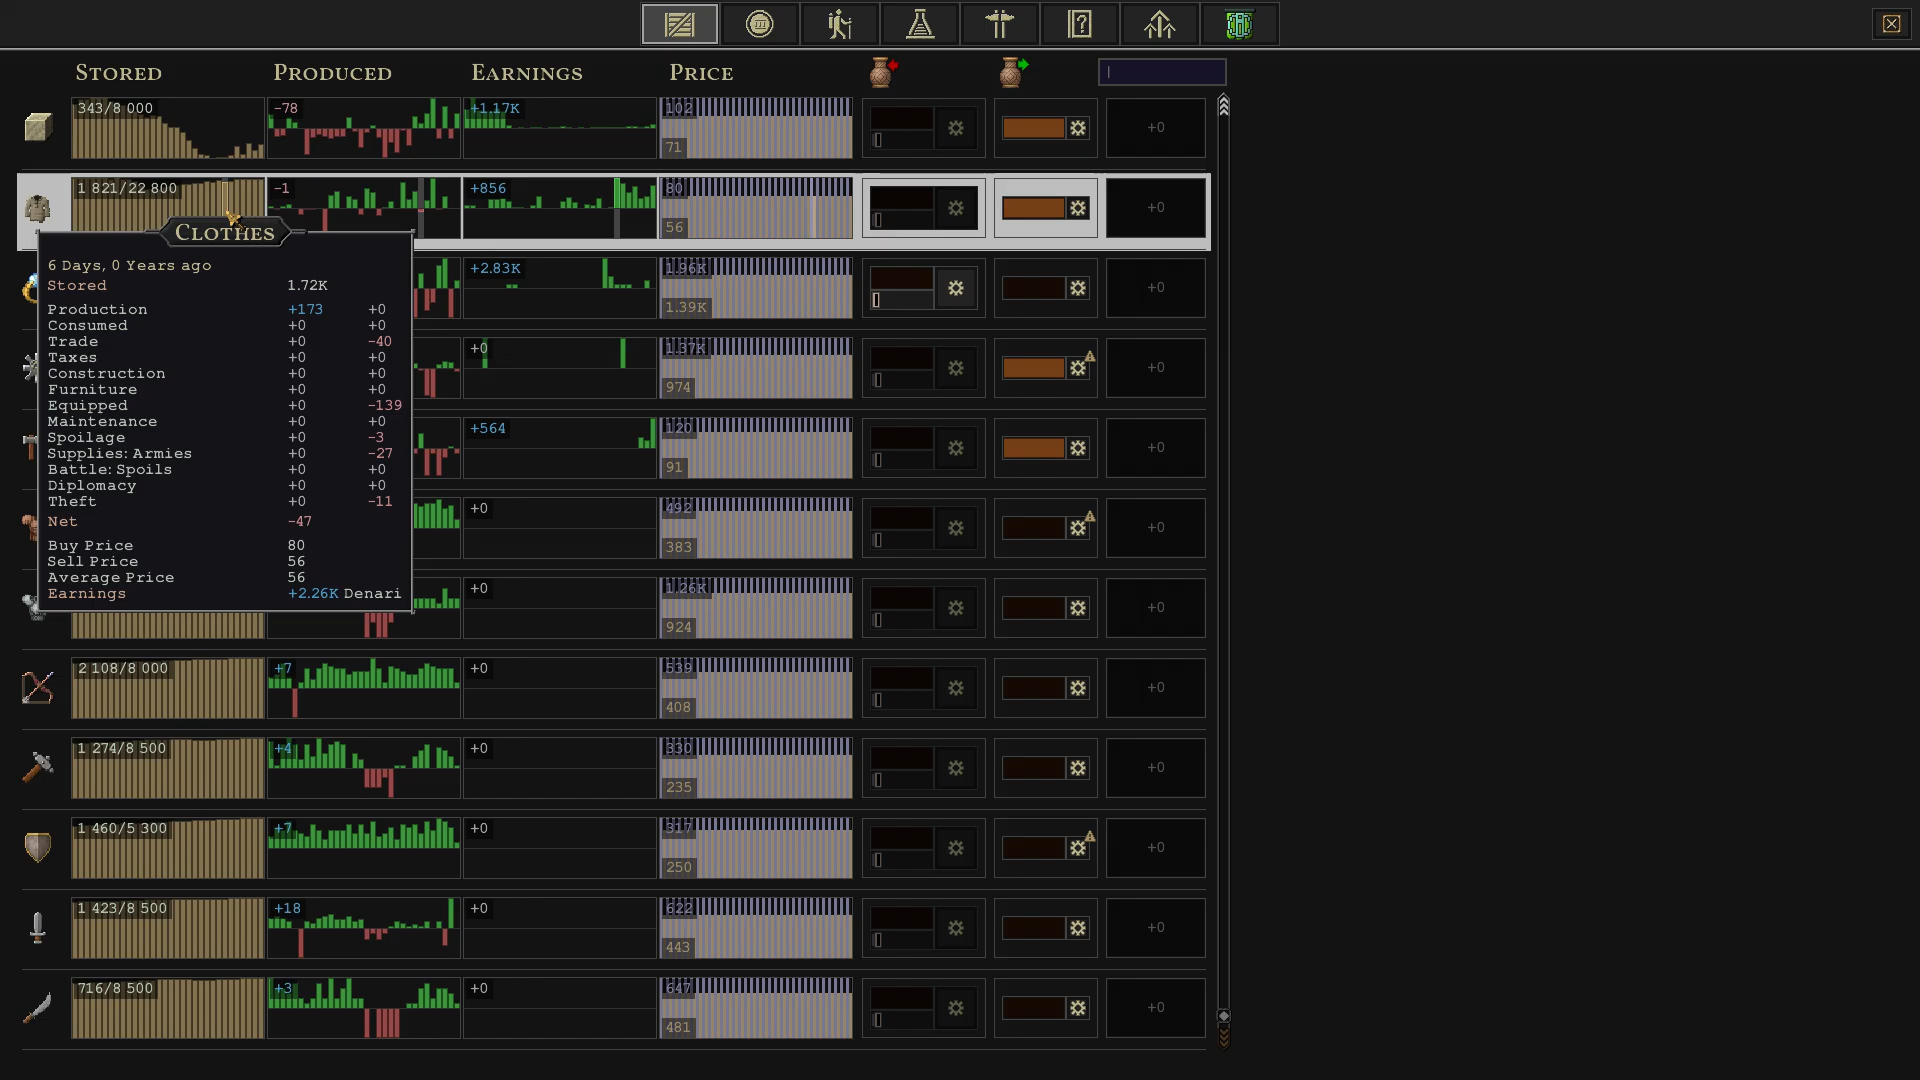 STORED PRODUCED EARNINGS PRICE
343/8 000 -78 +1.17K 102 71 +0
1 821/22 800 -1 +856 80 56 +0
CLOTHES
6 Days, 0 Years ago
Stored 1.72K
Production +173 +0
Consumed +0 +0
Trade +0 -40
Taxes +0 +0
Construction +0 +0
Furniture +0 +0
Equipped +0 -139
Maintenance +0 +0
Spoilage +0 -3
Supplies: Armies +0 -27
Battle: Spoils +0 +0
Diplomacy +0 +0
Theft +0 -11
Net -47
Buy Price 80
Sell Price 56
Average Price 56
Earnings +2.26K Denari
+2.83K 1.96K 1.39K +0
+0 1.37K 974 +0
+564 120 91 +0
+0 492 383 +0
+0 1.26K 924 +0
2 108/8 000 +7 +0 539 408 +0
1 274/8 500 +4 +0 330 235 +0
1 460/5 300 +7 +0 317 250 +0
1 423/8 500 +18 +0 622 443 +0
716/8 500 +3 +0 647 481 +0